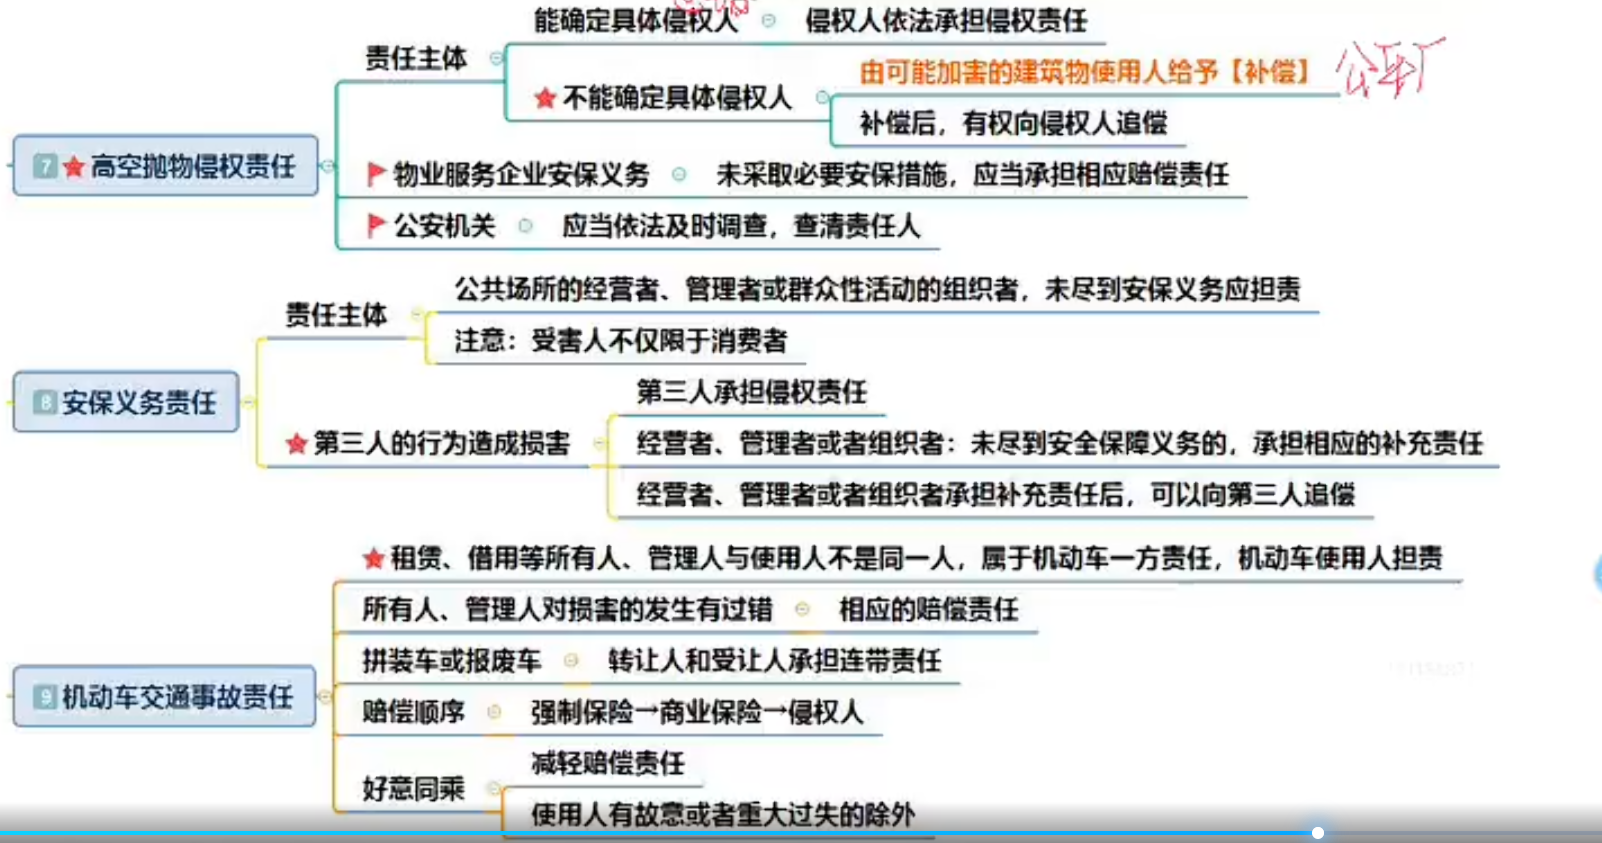 能确定具体侵权人 侵权人依法承担侵权责任
责任主体
由可能加害的建筑物使用人给予【补偿】
★不能确定具体侵权人
补偿后，有权向侵权人追偿
7 ★高空抛物侵权责任
物业服务企业安保义务 未采取必要安保措施，应当承担相应赔偿责任
公安机关 应当依法及时调查，查清责任人
公共场所的经营者、管理者或群众性活动的组织者，未尽到安保义务应担责
责任主体
注意：受害人不仅限于消费者
8 安保义务责任
第三人承担侵权责任
★第三人的行为造成损害 经营者、管理者或者组织者：未尽到安全保障义务的，承担相应的补充责任
经营者、管理者或者组织者承担补充责任后，可以向第三人追偿
★租赁、借用等所有人、管理人与使用人不是同一人，属于机动车一方责任，机动车使用人担责
所有人、管理人对损害的发生有过错 相应的赔偿责任
拼装车或报废车 转让人和受让人承担连带责任
9 机动车交通事故责任
赔偿顺序 强制保险→商业保险→侵权人
减轻赔偿责任
好意同乘
使用人有故意或者重大过失的除外